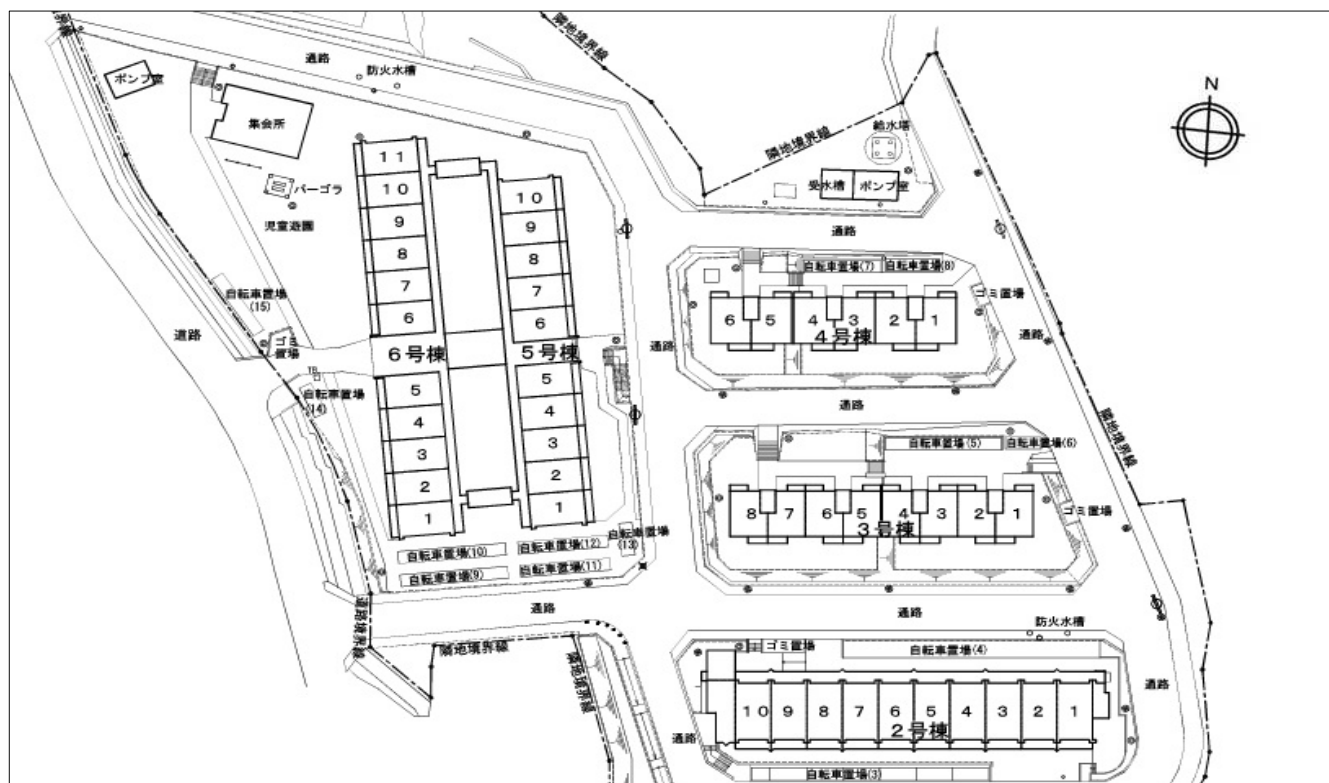 界線
通路
防火水槽
ポンプ室
集会所
パーゴラ
児童遊園
隣地境界線
隣地境界線
給水塔
受水槽
ポンプ室
通路
N
11
10
9
8
7
6
6号棟
5
4
3
2
1
10
9
8
7
6
5号棟
5
4
3
2
1
自転車置場
(15)
道路
ゴミ
置場
TB
自転車置場
(14)
自転車置場(10)
自転車置場(12)
自転車置場
(13)
自転車置場(9)
自転車置場(11)
通路
自転車置場(7)
自転車置場(8)
ゴミ置場
6
5
4
3
2
1
4号棟
通路
通路
通路
隣地境界線
自転車置場(5)
自転車置場(6)
ゴミ置場
8
7
6
5
4
3
2
1
3号棟
通路
道路境界線
隣地境界線
隣地境界線
通路
防火水槽
ゴミ置場
自転車置場(4)
10
9
8
7
6
5
4
3
2
1
2号棟
通路
通路
自転車置場(3)